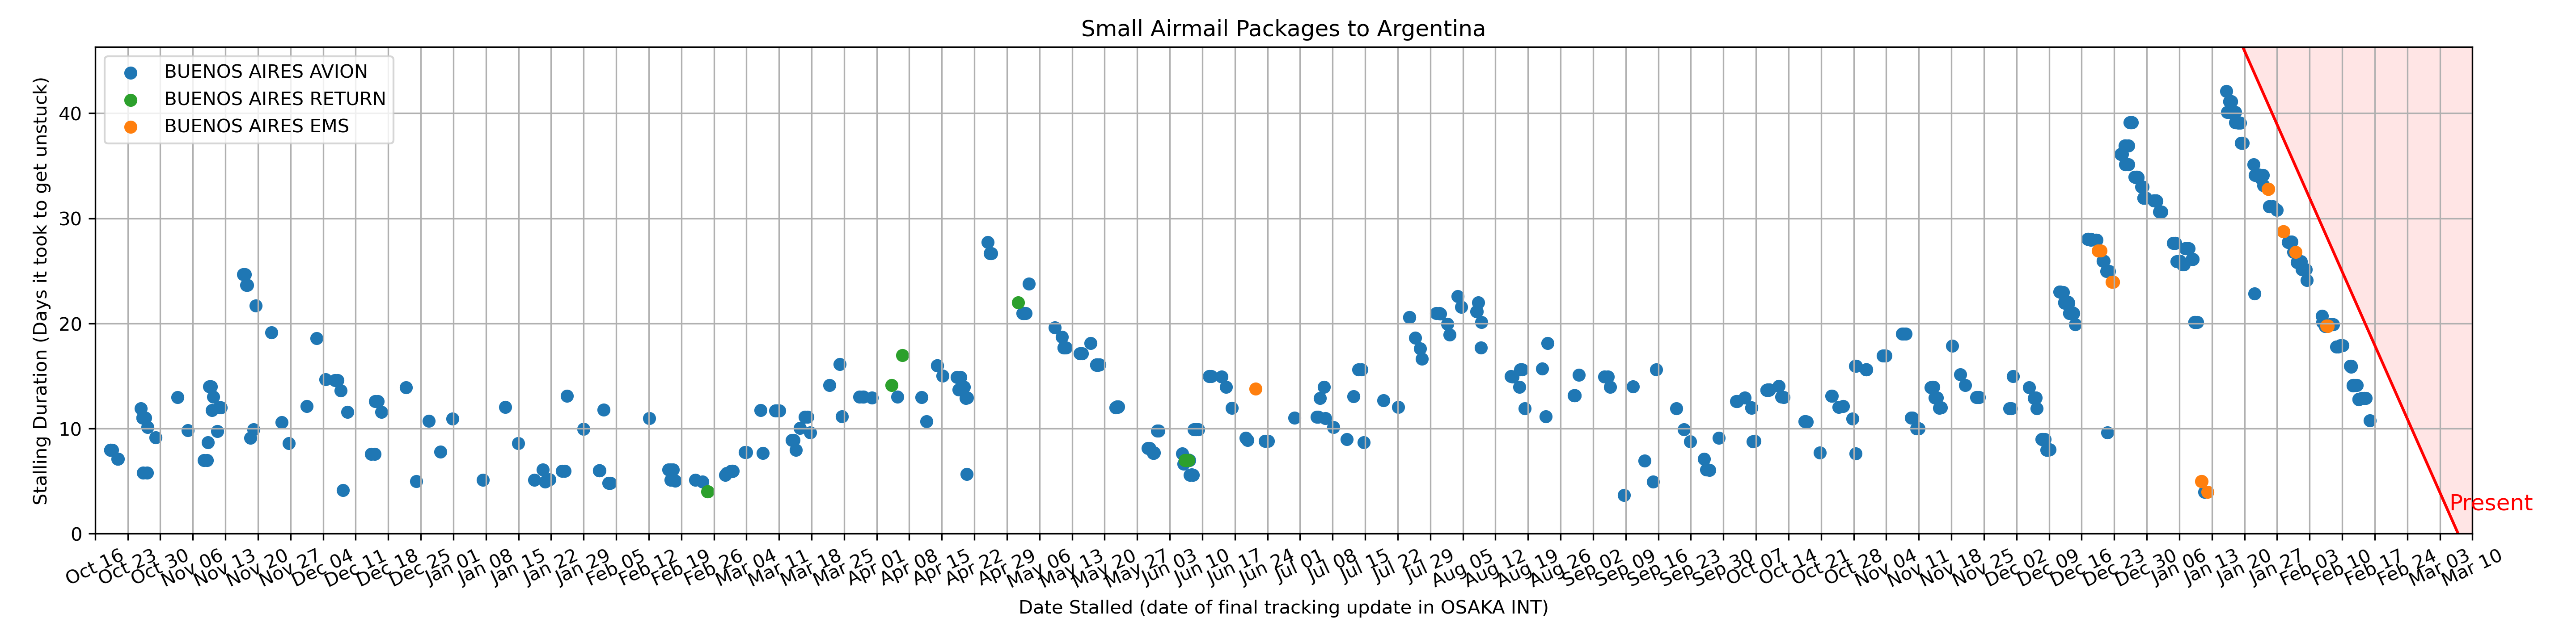 Small Airmail Packages to Argentina
BUENOS AIRES AVION
BUENOS AIRES RETURN
BUENOS AIRES EMS
Stalling Duration (Days it took to get unstuck)
40
30
20
10
0
Present
Oct 16
Oct 23
Oct 30
Nov 06
Nov 13
Nov 20
Nov 27
Dec 04
Dec 11
Dec 18
Dec 25
Jan 01
Jan 08
Jan 15
Jan 22
Jan 29
Feb 05
Feb 12
Feb 19
Feb 26
Mar 04
Mar 11
Mar 18
Mar 25
Apr 01
Apr 08
Apr 15
Apr 22
Apr 29
May 06
May 13
May 20
May 27
Jun 03
Jun 10
Jun 17
Jun 24
Jul 01
Jul 08
Jul 15
Jul 22
Jul 29
Aug 05
Aug 12
Aug 19
Aug 26
Sep 02
Sep 09
Sep 16
Sep 23
Sep 30
Oct 07
Oct 14
Oct 21
Oct 28
Nov 04
Nov 11
Nov 18
Nov 25
Dec 02
Dec 09
Dec 16
Dec 23
Dec 30
Jan 06
Jan 13
Jan 20
Jan 27
Feb 03
Feb 10
Feb 17
Feb 24
Mar 03
Mar 10
Date Stalled (date of final tracking update in OSAKA INT)